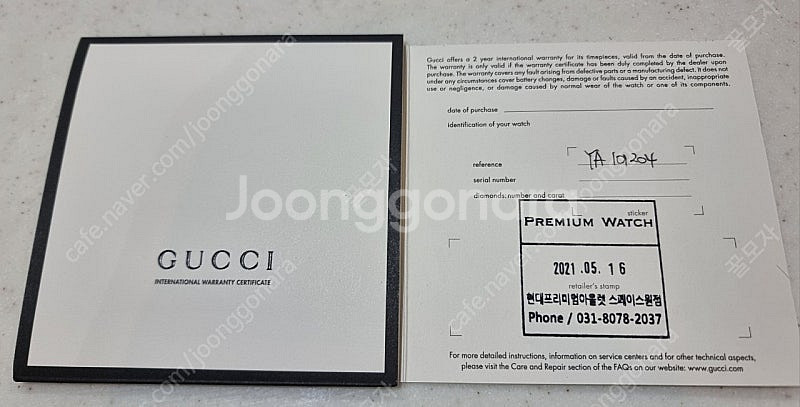 GUCCI
INTERNATIONAL WARRANTY CERTIFICATE
Gucci offers a 2 year international warranty for its timepieces, valid from the date of purchase.
The warranty is only valid if the warranty certificate has been duly completed by the dealer upon
purchase. The warranty covers any fault arising from defective parts or a manufacturing defect. It does not
under any circumstances cover battery changes, damage or faults caused by an accident, inappropriate
use or negligence, or damage caused by normal wear of the watch or one of its components.
date of purchase
Identification of your watch
reference YA 101204
serial number
diamonds: number and carat
sticker
PREMIUM WATCH
2021.05.16
retailer's stamp
현대프리미엄아울렛 스페이스원점
Phone / 031-8078-2037
For more detailed instructions, information on service centers and for other technical aspects,
please visit the Care and Repair section of the FAQs on our website: www.gucci.com
Joonggonara
cafe.naver.com/joonggonara
꿀모자